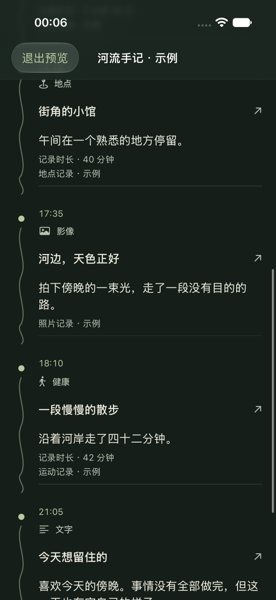 00:06
退出预览
河流手记 · 示例
地点
街角的小馆
午间在一个熟悉的地方停留。
记录时长 · 40 分钟
地点记录 · 示例
17:35
影像
河边，天色正好
拍下傍晚的一束光，走了一段没有目的的
路。
照片记录 · 示例
18:10
健康
一段慢慢的散步
沿着河岸走了四十二分钟。
记录时长 · 42 分钟
运动记录 · 示例
21:05
文字
今天想留住的
喜欢今天的傍晚。事情没有全部做完，但这